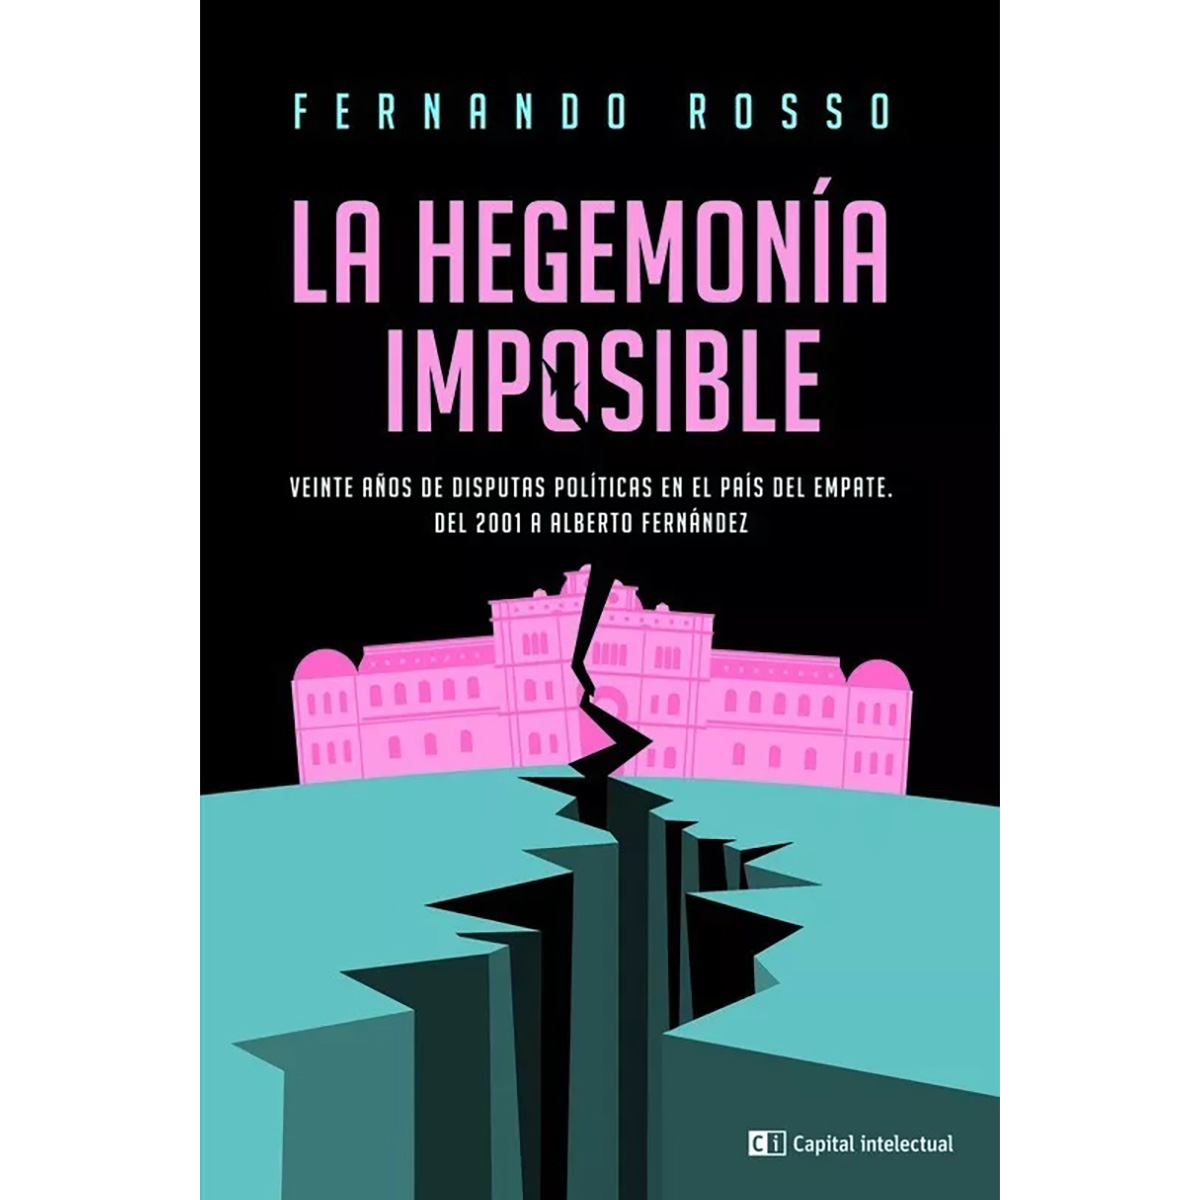 FERNANDO ROSSO
LA HEGEMONÍA
IMPOSIBLE
VEINTE AÑOS DE DISPUTAS POLÍTICAS EN EL PAÍS DEL EMPATE.
DEL 2001 A ALBERTO FERNÁNDEZ
Ci Capital intelectual